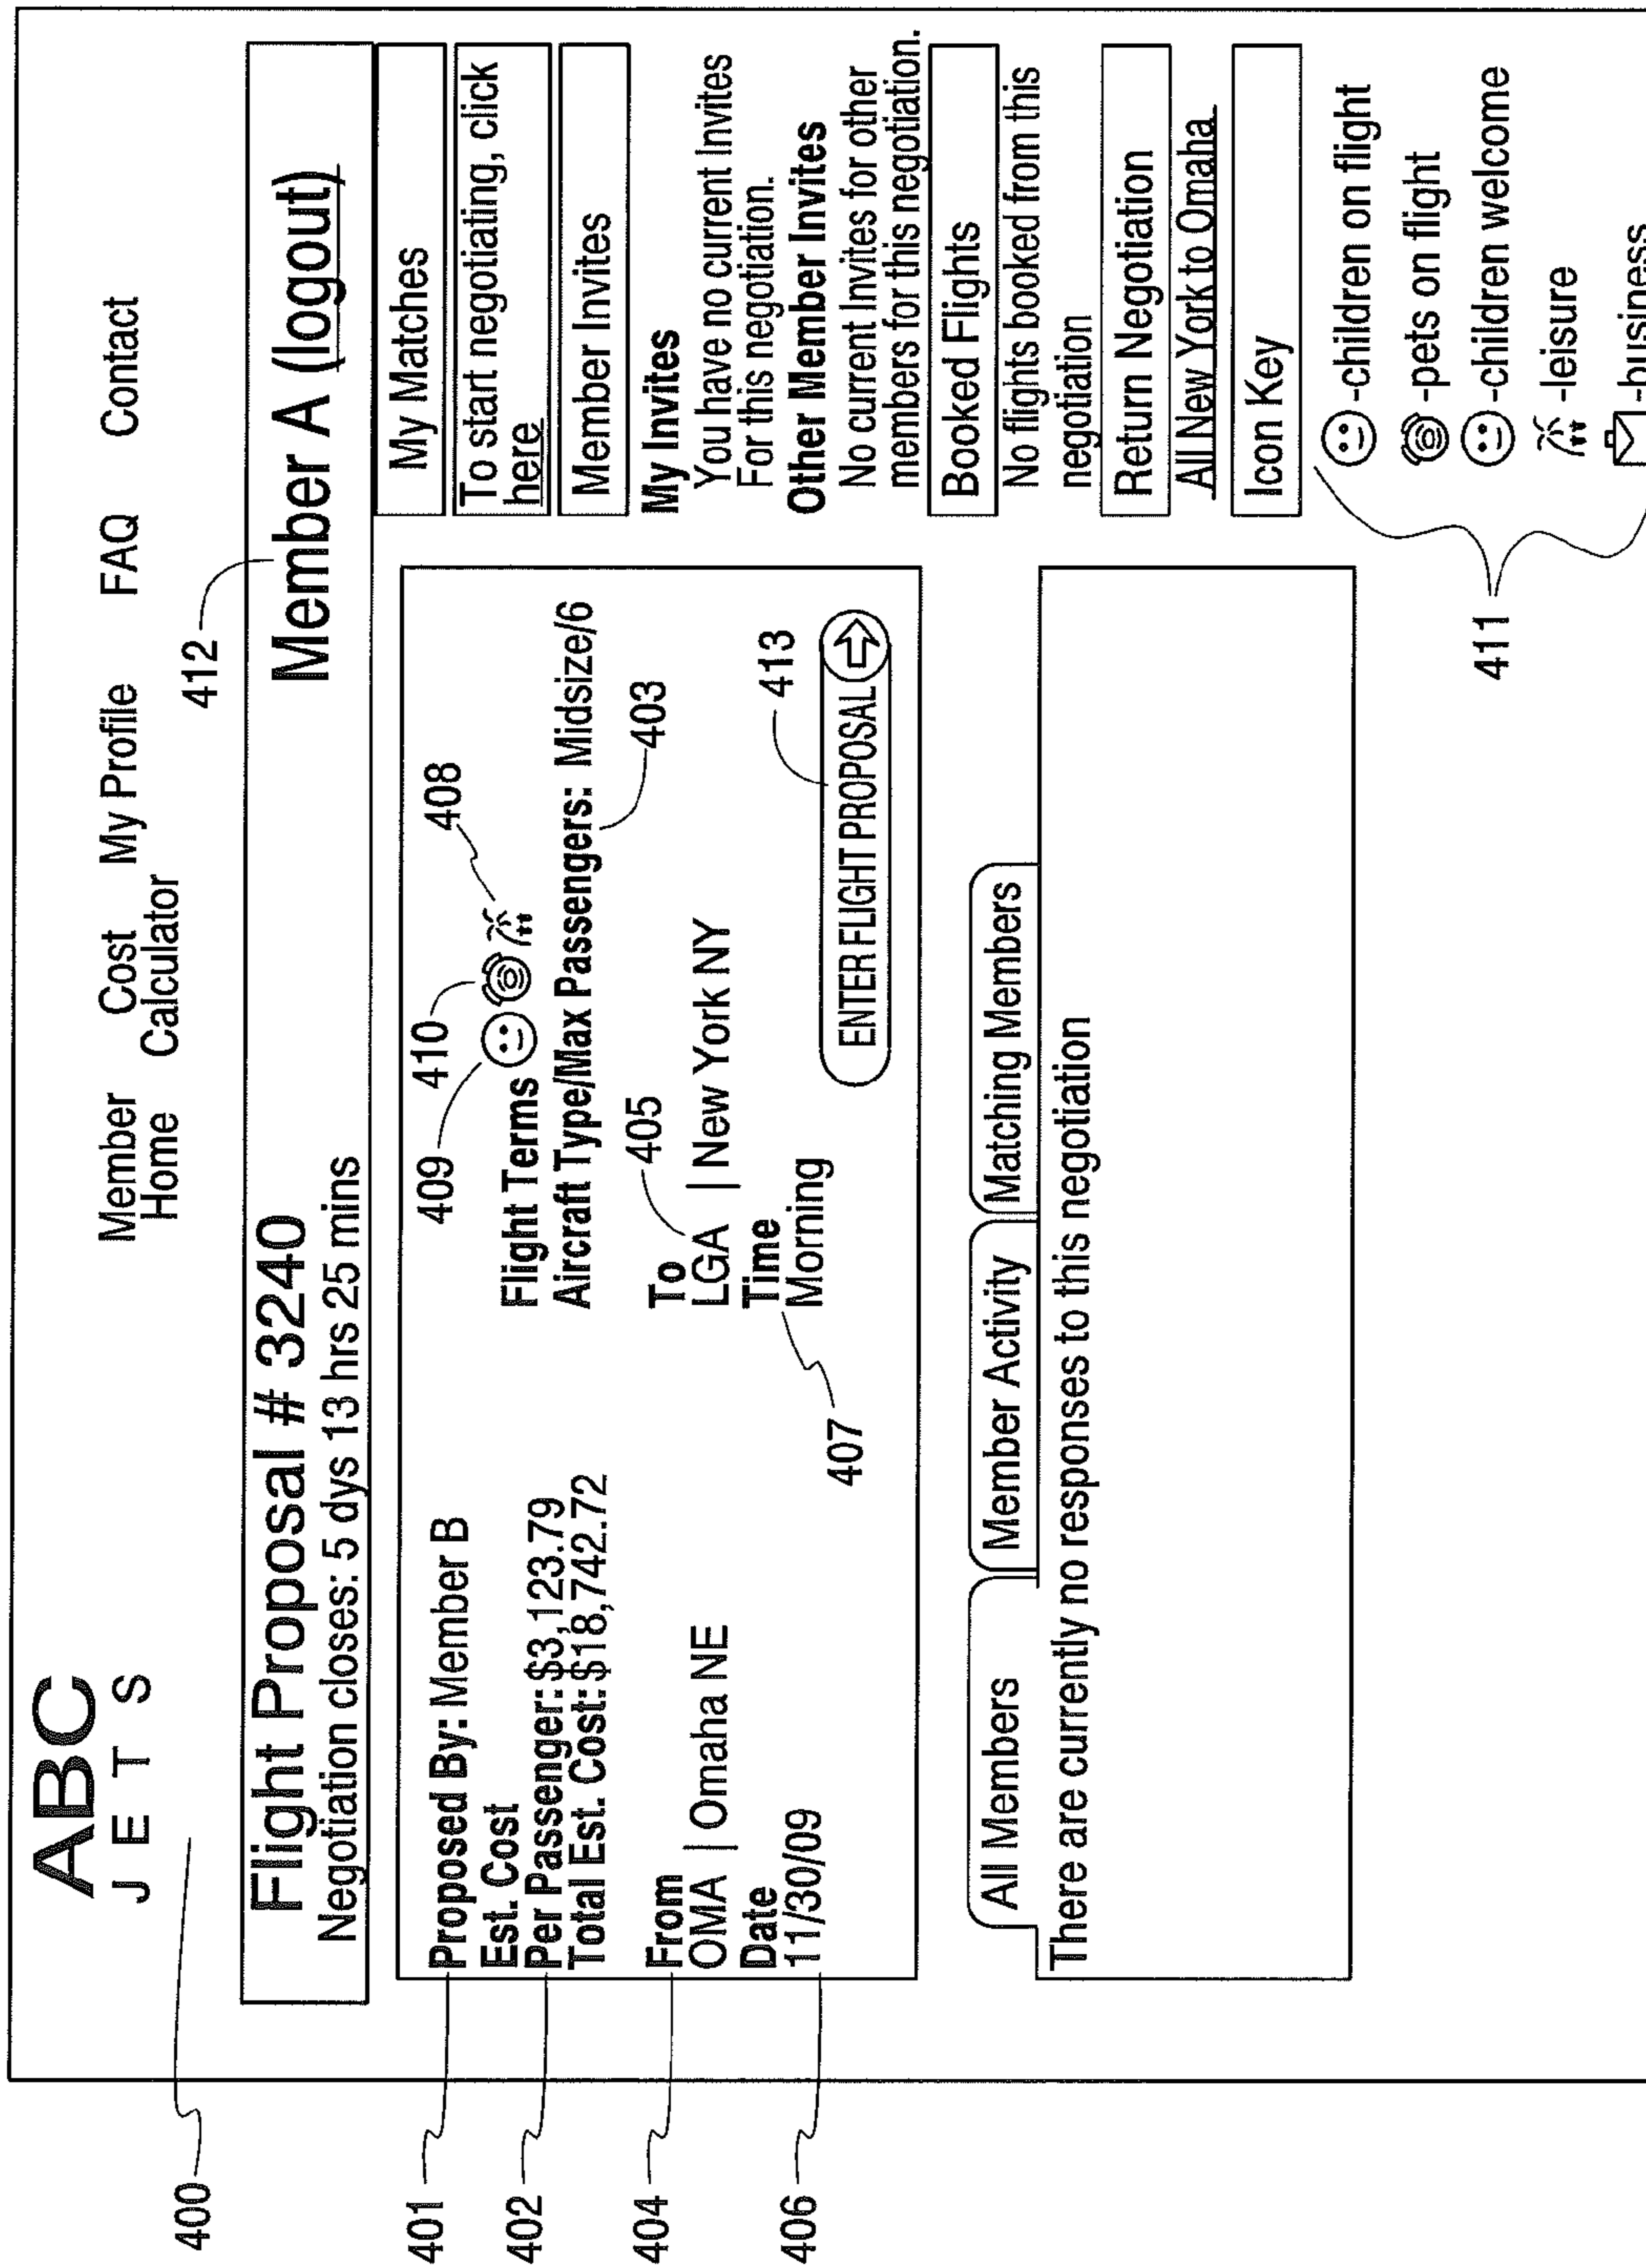 ABC
JETS
Member Home
Cost Calculator
My Profile
FAQ
Contact
400
412
Flight Proposal # 3240
Negotiation closes: 5 dys 13 hrs 25 mins
Member A (logout)
401
Proposed By: Member B
402
Est. Cost
Per Passenger: $3,123.79
Total Est. Cost: $18,742.72
409
410
408
Flight Terms
Aircraft Type/Max Passengers: Midsize/6
403
404
From
OMA | Omaha NE
405
To
LGA | New York NY
406
Date
11/30/09
407
Time
Morning
413
ENTER FLIGHT PROPOSAL
All Members
Member Activity
Matching Members
There are currently no responses to this negotiation
My Matches
To start negotiating, click
here
Member Invites
My Invites
You have no current Invites
For this negotiation.
Other Member Invites
No current Invites for other
members for this negotiation.
Booked Flights
No flights booked from this
negotiation
Return Negotiation
All New York to Omaha
Icon Key
411
-children on flight
-pets on flight
-children welcome
-leisure
-business